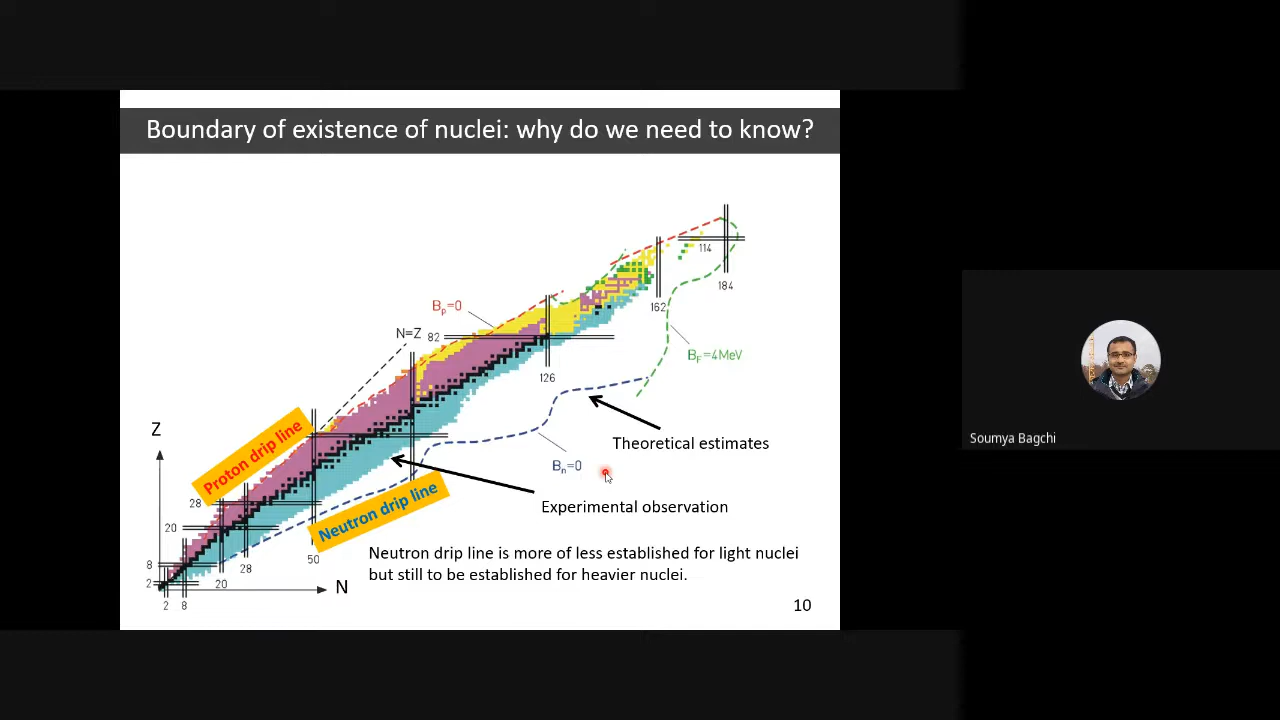 Boundary of existence of nuclei: why do we need to know?
114
184
162
Bp=0
N=Z
82
BF=4MeV
126
Z
Proton drip line
Theoretical estimates
Bn=0
28
Neutron drip line
Experimental observation
20
50
Neutron drip line is more of less established for light nuclei
but still to be established for heavier nuclei.
8
28
2
20
N
2
8
10
Soumya Bagchi